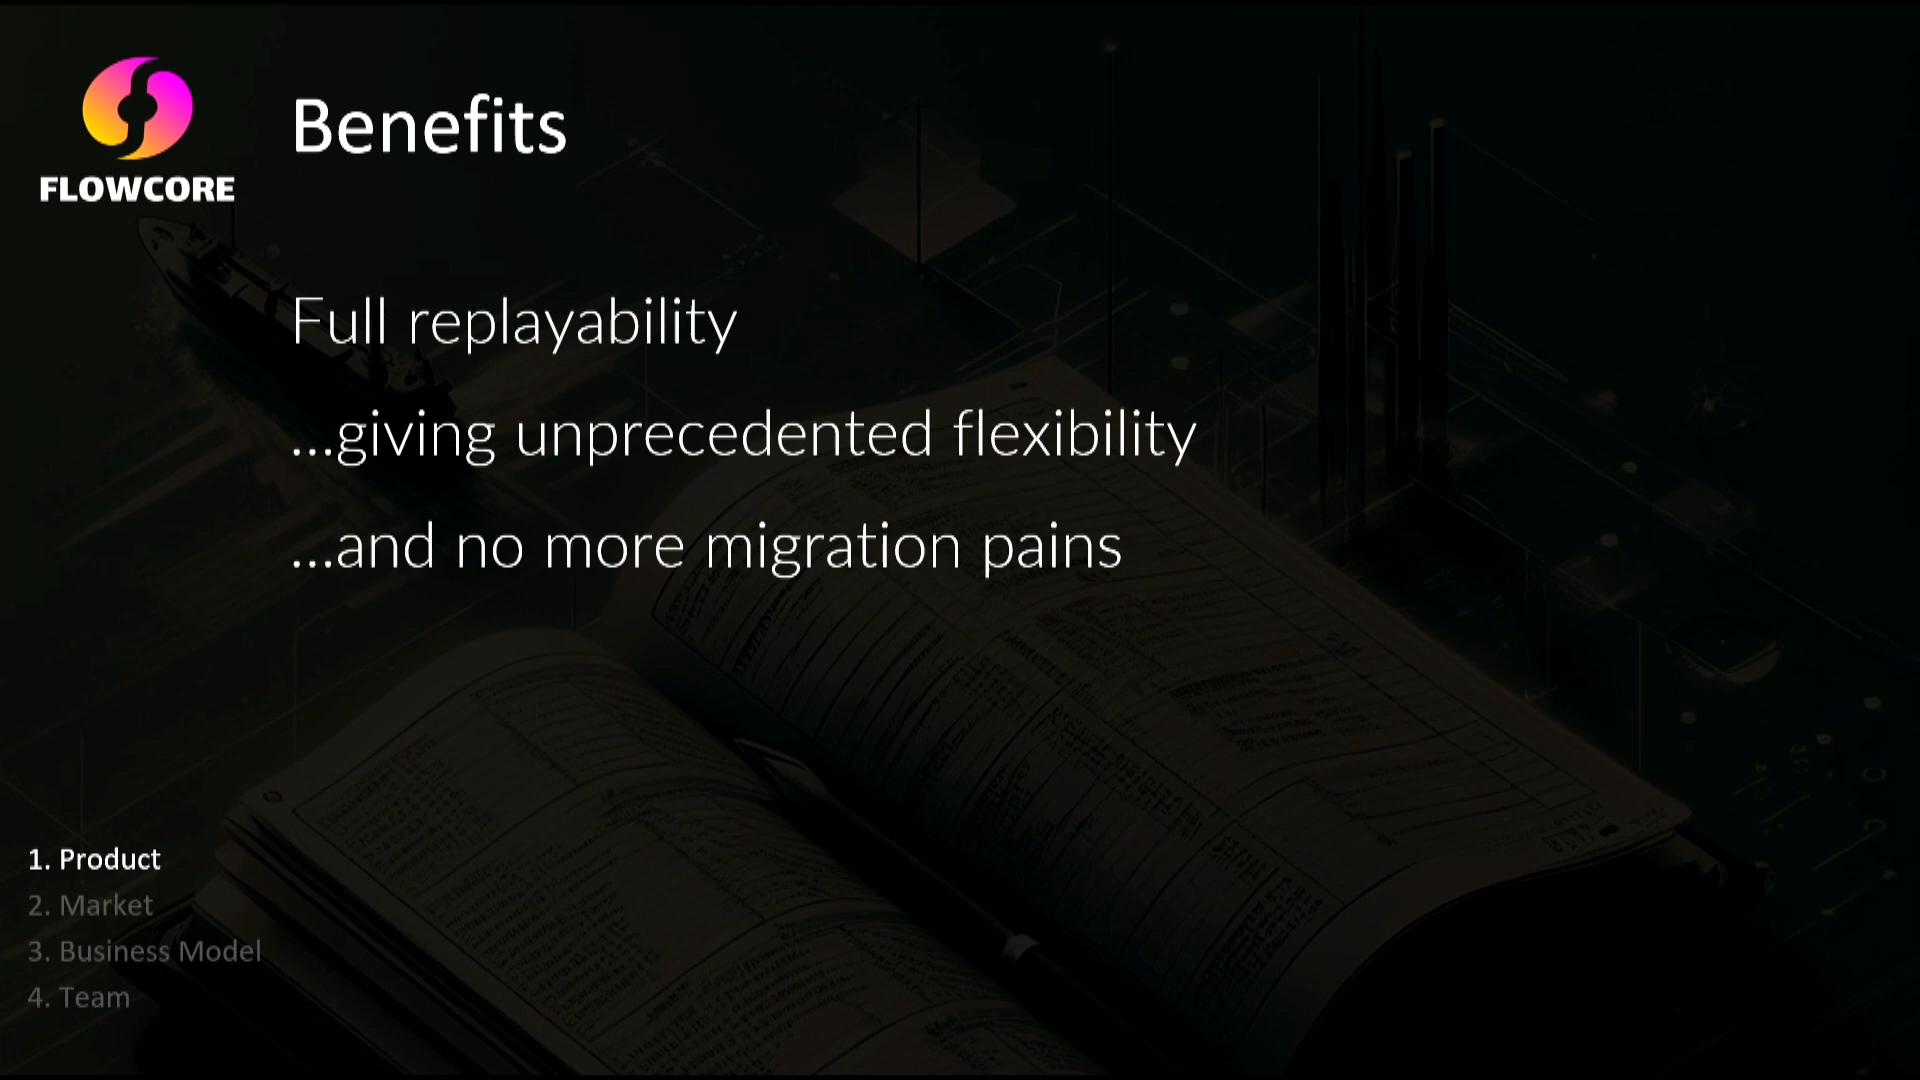 FLOWCORE
Benefits
Full replayability
...giving unprecedented flexibility
...and no more migration pains
1. Product
2. Market
3. Business Model
4. Team